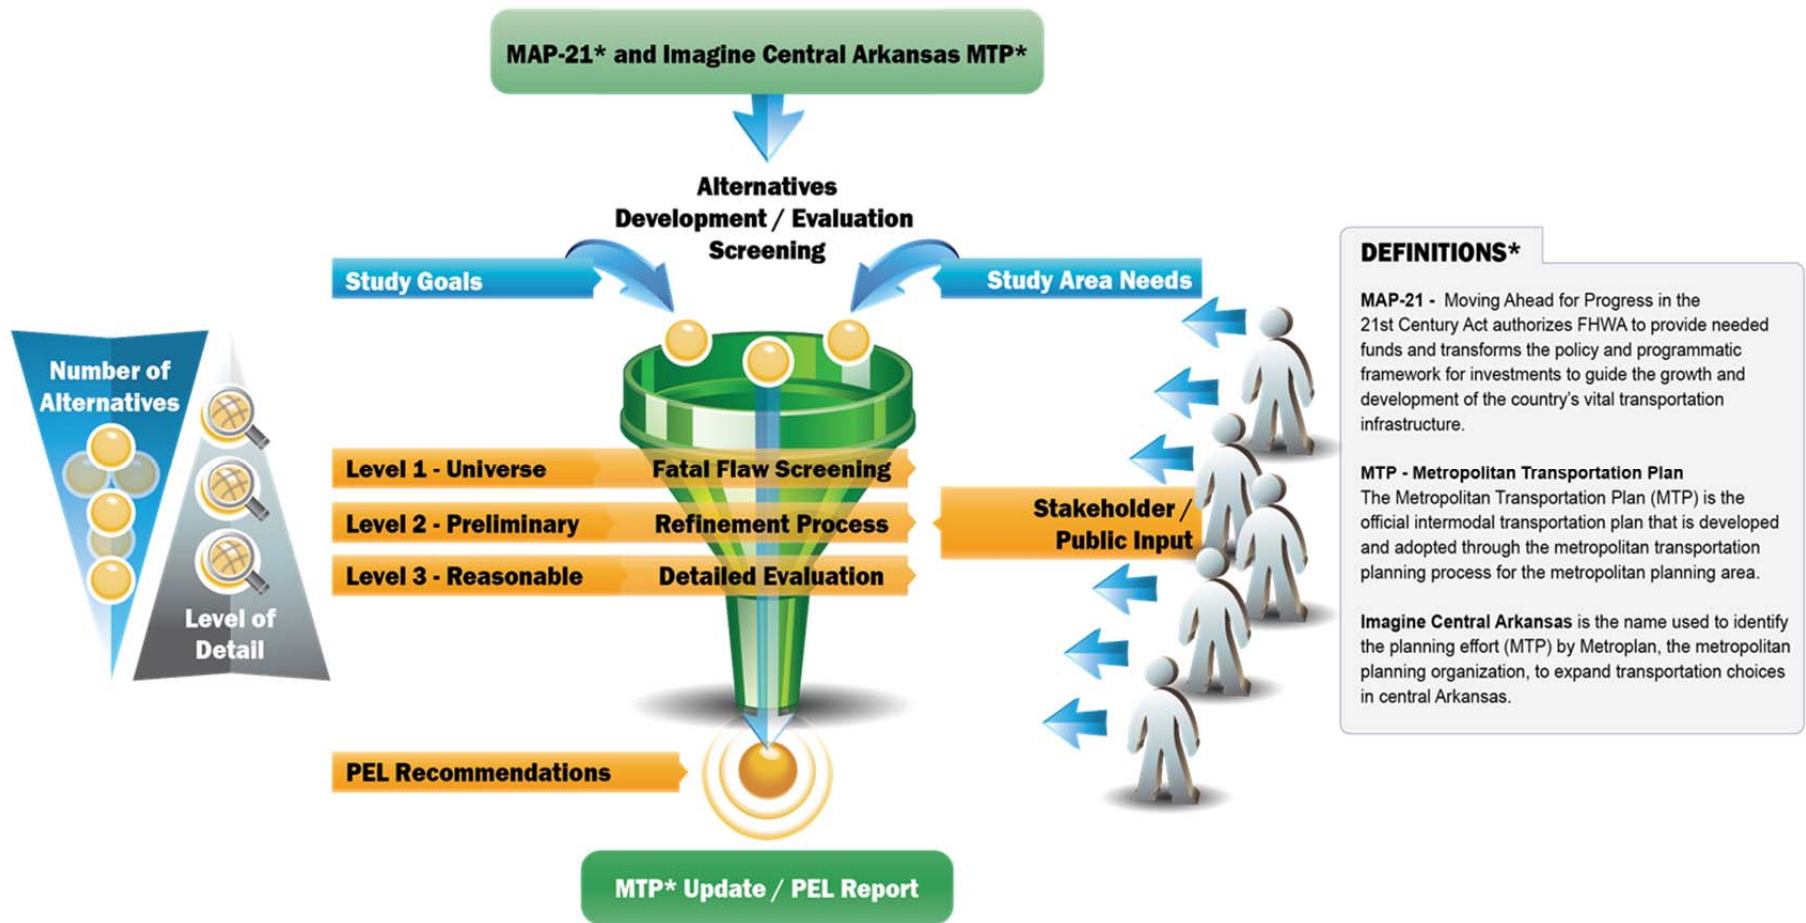 MAP-21* and Imagine Central Arkansas MTP*
Alternatives
Development / Evaluation
Screening
Study Goals
Study Area Needs
Number of
Alternatives
Level of
Detail
Level 1 - Universe
Fatal Flaw Screening
Level 2 - Preliminary
Refinement Process
Level 3 - Reasonable
Detailed Evaluation
Stakeholder /
Public Input
PEL Recommendations
MTP* Update / PEL Report
DEFINITIONS*
MAP-21 - Moving Ahead for Progress in the
21st Century Act authorizes FHWA to provide needed
funds and transforms the policy and programmatic
framework for investments to guide the growth and
development of the country's vital transportation
infrastructure.
MTP - Metropolitan Transportation Plan
The Metropolitan Transportation Plan (MTP) is the
official intermodal transportation plan that is developed
and adopted through the metropolitan transportation
planning process for the metropolitan planning area.
Imagine Central Arkansas is the name used to identify
the planning effort (MTP) by Metroplan, the metropolitan
planning organization, to expand transportation choices
in central Arkansas.